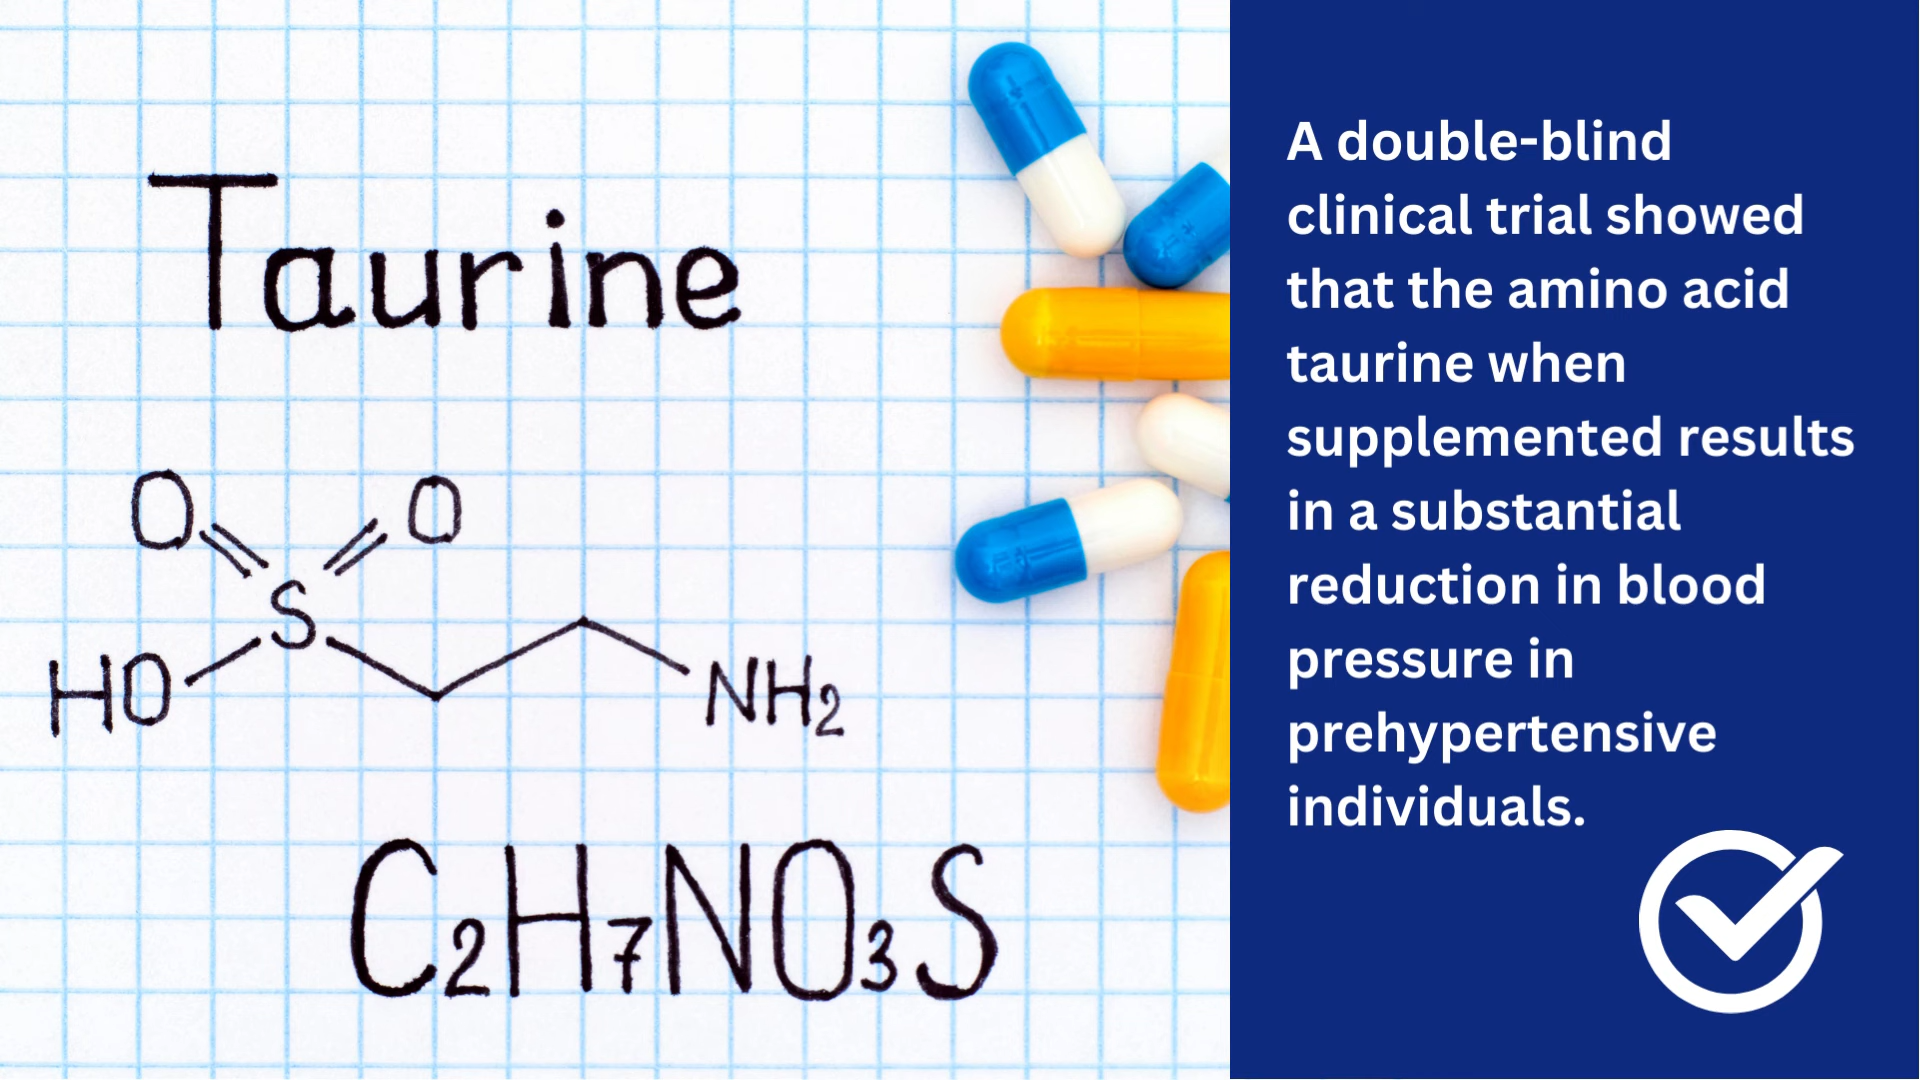 Taurine
O O
S
HO NH₂
C₂H₇NO₃S
A double-blind
clinical trial showed
that the amino acid
taurine when
supplemented results
in a substantial
reduction in blood
pressure in
prehypertensive
individuals.